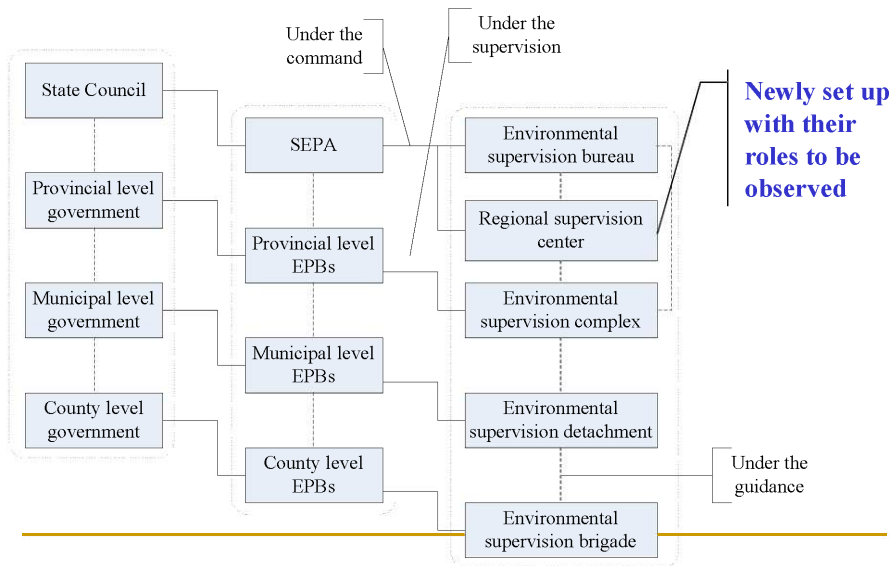 Under the
command
Under the
supervision
State Council
Provincial level
government
Municipal level
government
County level
government
SEPA
Provincial level
EPBs
Municipal level
EPBs
County level
EPBs
Environmental
supervision bureau
Regional supervision
center
Environmental
supervision complex
Environmental
supervision detachment
Environmental
supervision brigade
Newly set up
with their
roles to be
observed
Under the
guidance